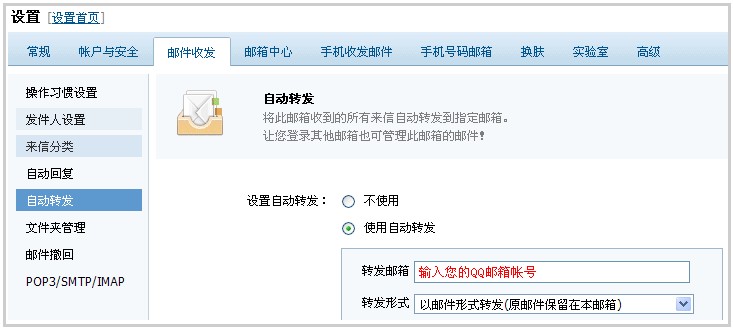 设置 [设置首页]
常规 帐户与安全 邮件收发 邮箱中心 手机收发邮件 手机号码邮箱 换肤 实验室 高级
操作习惯设置
发件人设置
来信分类
自动回复
自动转发
文件夹管理
邮件撤回
POP3/SMTP/IMAP
自动转发
将此邮箱收到的所有来信自动转发到指定邮箱。
让您登录其他邮箱也可管理此邮箱的邮件！
设置自动转发： 不使用
使用自动转发
转发邮箱 输入您的QQ邮箱帐号
转发形式 以邮件形式转发(原邮件保留在本邮箱)